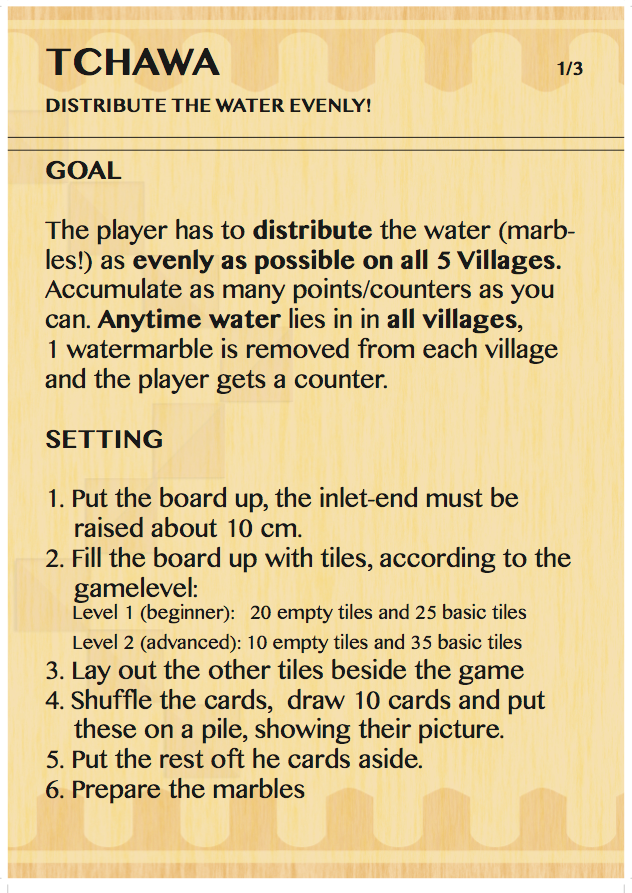 TCHAWA
1/3
DISTRIBUTE THE WATER EVENLY!
GOAL
The player has to distribute the water (marb-
les!) as evenly as possible on all 5 Villages.
Accumulate as many points/counters as you
can. Anytime water lies in in all villages,
1 watermarble is removed from each village
and the player gets a counter.
SETTING
1. Put the board up, the inlet-end must be
raised about 10 cm.
2. Fill the board up with tiles, according to the
gamelevel:
Level 1 (beginner): 20 empty tiles and 25 basic tiles
Level 2 (advanced): 10 empty tiles and 35 basic tiles
3. Lay out the other tiles beside the game
4. Shuffle the cards, draw 10 cards and put
these on a pile, showing their picture.
5. Put the rest oft he cards aside.
6. Prepare the marbles